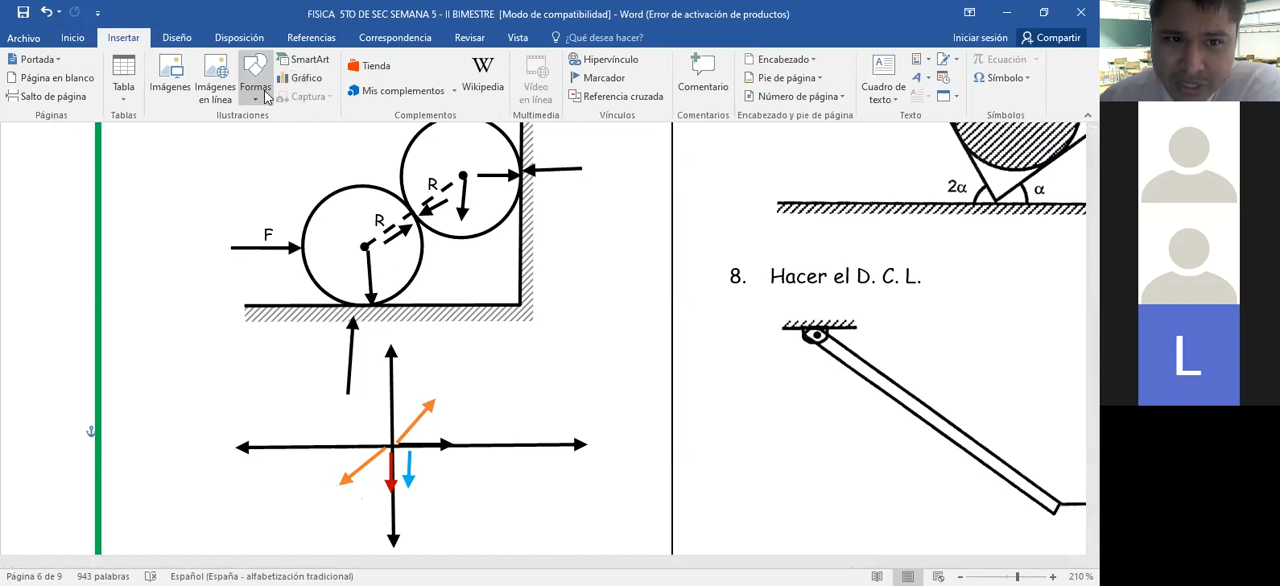 FISICA 5TO DE SEC SEMANA 5 - II BIMESTRE [Modo de compatibilidad] - Word (Error de activación de productos)
Archivo Inicio Insertar Diseño Disposición Referencias Correspondencia Revisar Vista ¿Qué desea hacer? Iniciar sesión Compartir
Portada
Página en blanco
Salto de página
Páginas
Tabla
Tablas
Imágenes
Imágenes en línea
Formas
SmartArt
Gráfico
Captura
Ilustraciones
Tienda
Mis complementos
Wikipedia
Complementos
Vídeo en línea
Multimedia
Hipervínculo
Marcador
Referencia cruzada
Vínculos
Comentario
Comentarios
Encabezado
Pie de página
Número de página
Encabezado y pie de página
Cuadro de texto
Texto
Ecuación
Símbolo
Símbolos
R
R
F
2α
α
8. Hacer el D. C. L.
L
Página 6 de 9 943 palabras Español (España - alfabetización tradicional) 210 %